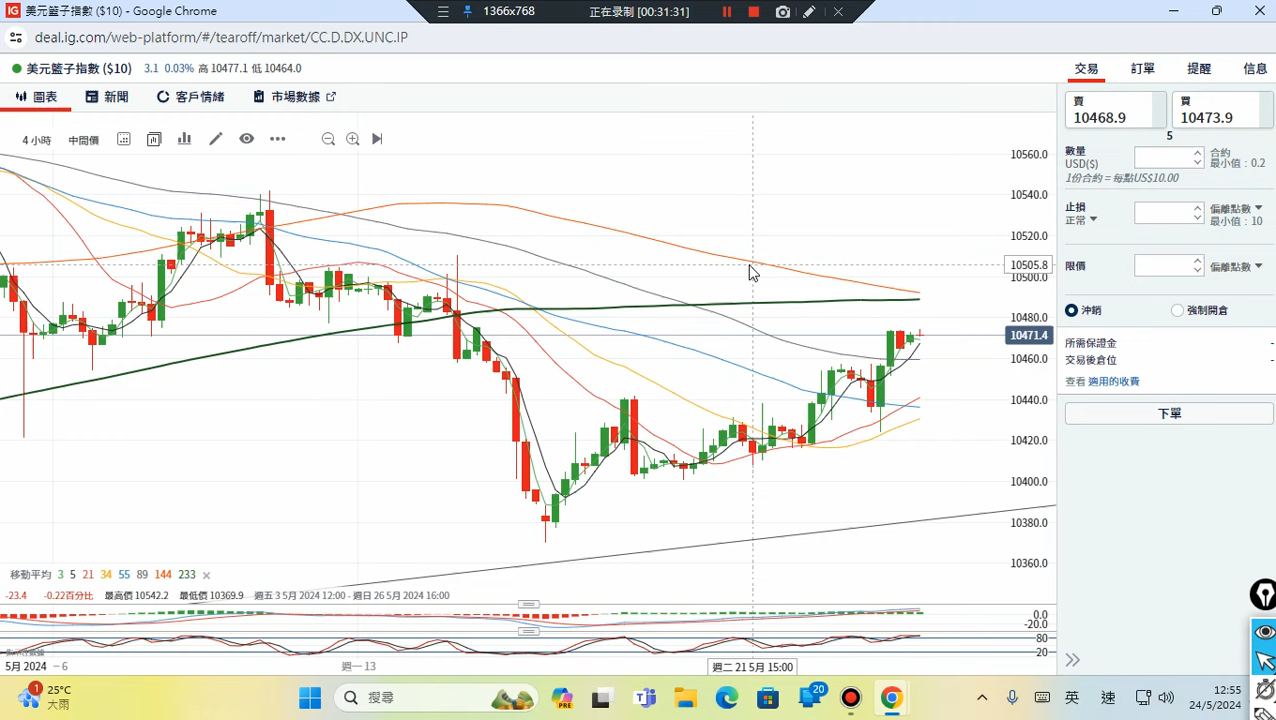 美元籃子指數 ($10) - Google Chrome
1366x768
正在录制 [00:31:31]
deal.ig.com/web-platform/#/tearoff/market/CC.D.DX.UNC.IP
美元籃子指數 ($10) 3.1 0.03% 高 10477.1 低 10464.0
交易 訂單 提醒 信息
圖表 新聞 客戶情緒 市場數據
賣 10468.9
買 10473.9
5
4 小時 中間價
數量 USD($)
合約 最小值 : 0.2
1份合約 = 每點US$10.00
止損 正常
偏離點數 最小值 : 10
限價 偏離點數
沖銷 強制開倉
所需保證金 -
交易後倉位 -
查看 適用的收費
下單
10560.0
10540.0
10520.0
10505.8
10500.0
10480.0
10471.4
10460.0
10440.0
10420.0
10400.0
10380.0
10360.0
移動平均 3 5 21 34 55 89 144 233
-23.4 -0.22百分比 最高價 10542.2 最低價 10369.9 週五 3 5月 2024 12:00 - 週日 26 5月 2024 16:00
0.0
-20.0
80
20
5月 2024 6 週一 13 週二 21 5月 15:00
1 25°C
大雨
搜尋
PRE
20
英 速
12:55
24/5/2024